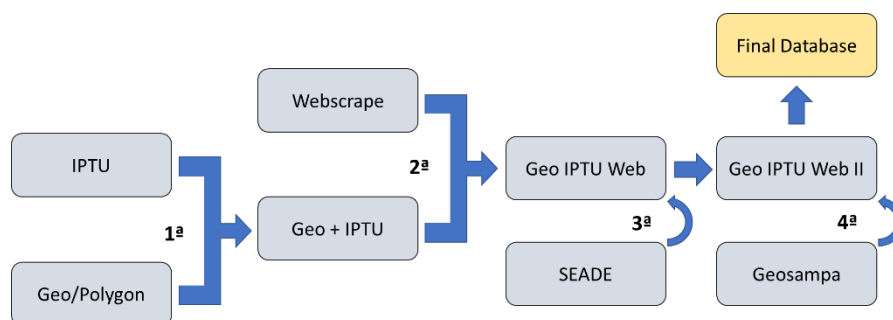 Final Database
Webscrape
2ª
IPTU
Geo IPTU Web
Geo IPTU Web II
1ª
Geo + IPTU
3ª
4ª
Geo/Polygon
SEADE
Geosampa